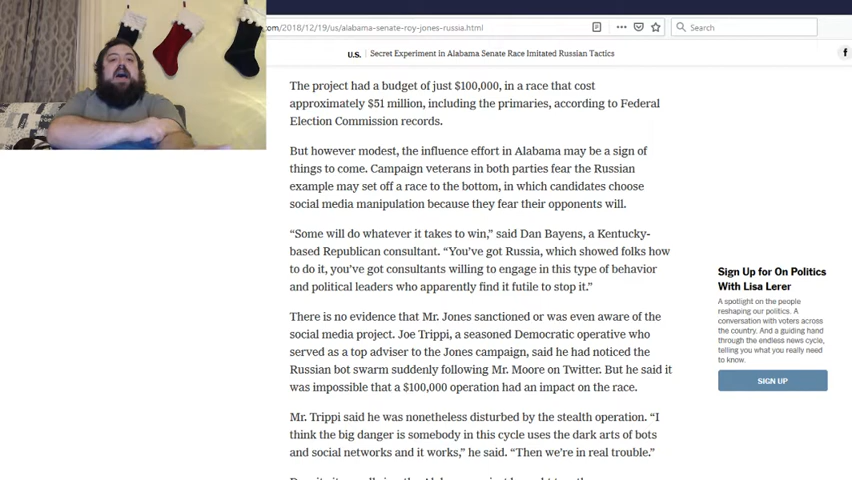 om/2018/12/19/us/alabama-senate-roy-jones-russia.html
Search
U.S. | Secret Experiment in Alabama Senate Race Imitated Russian Tactics
The project had a budget of just $100,000, in a race that cost
approximately $51 million, including the primaries, according to Federal
Election Commission records.
But however modest, the influence effort in Alabama may be a sign of
things to come. Campaign veterans in both parties fear the Russian
example may set off a race to the bottom, in which candidates choose
social media manipulation because they fear their opponents will.
“Some will do whatever it takes to win,” said Dan Bayens, a Kentucky-
based Republican consultant. “You’ve got Russia, which showed folks how
to do it, you’ve got consultants willing to engage in this type of behavior
and political leaders who apparently find it futile to stop it.”
There is no evidence that Mr. Jones sanctioned or was even aware of the
social media project. Joe Trippi, a seasoned Democratic operative who
served as a top adviser to the Jones campaign, said he had noticed the
Russian bot swarm suddenly following Mr. Moore on Twitter. But he said it
was impossible that a $100,000 operation had an impact on the race.
Mr. Trippi said he was nonetheless disturbed by the stealth operation. “I
think the big danger is somebody in this cycle uses the dark arts of bots
and social networks and it works,” he said. “Then we’re in real trouble.”
Sign Up for On Politics
With Lisa Lerer
A spotlight on the people
reshaping our politics. A
conversation with voters across
the country. And a guiding hand
through the endless news cycle,
telling you what you really need
to know.
SIGN UP